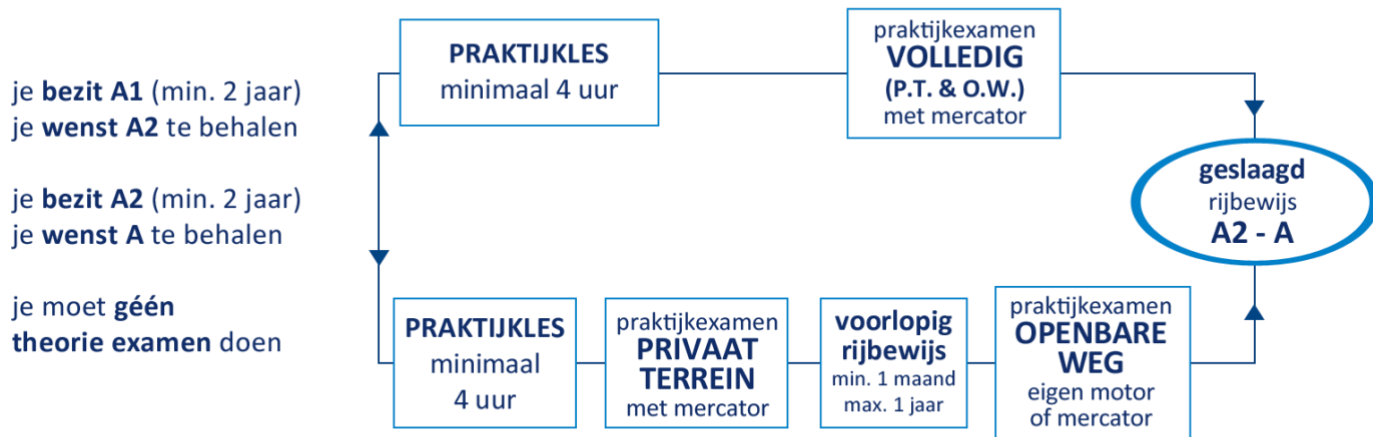 je bezit A1 (min. 2 jaar)
je wenst A2 te behalen
je bezit A2 (min. 2 jaar)
je wenst A te behalen
je moet géén
theorie examen doen
PRAKTIJKLES
minimaal 4 uur
praktijkexamen
VOLLEDIG
(P.T. & O.W.)
met mercator
PRAKTIJKLES
minimaal
4 uur
praktijkexamen
PRIVAAT
TERREIN
met mercator
voorlopig
rijbewijs
min. 1 maand
max. 1 jaar
praktijkexamen
OPENBARE
WEG
eigen motor
of mercator
geslaagd
rijbewijs
A2 - A